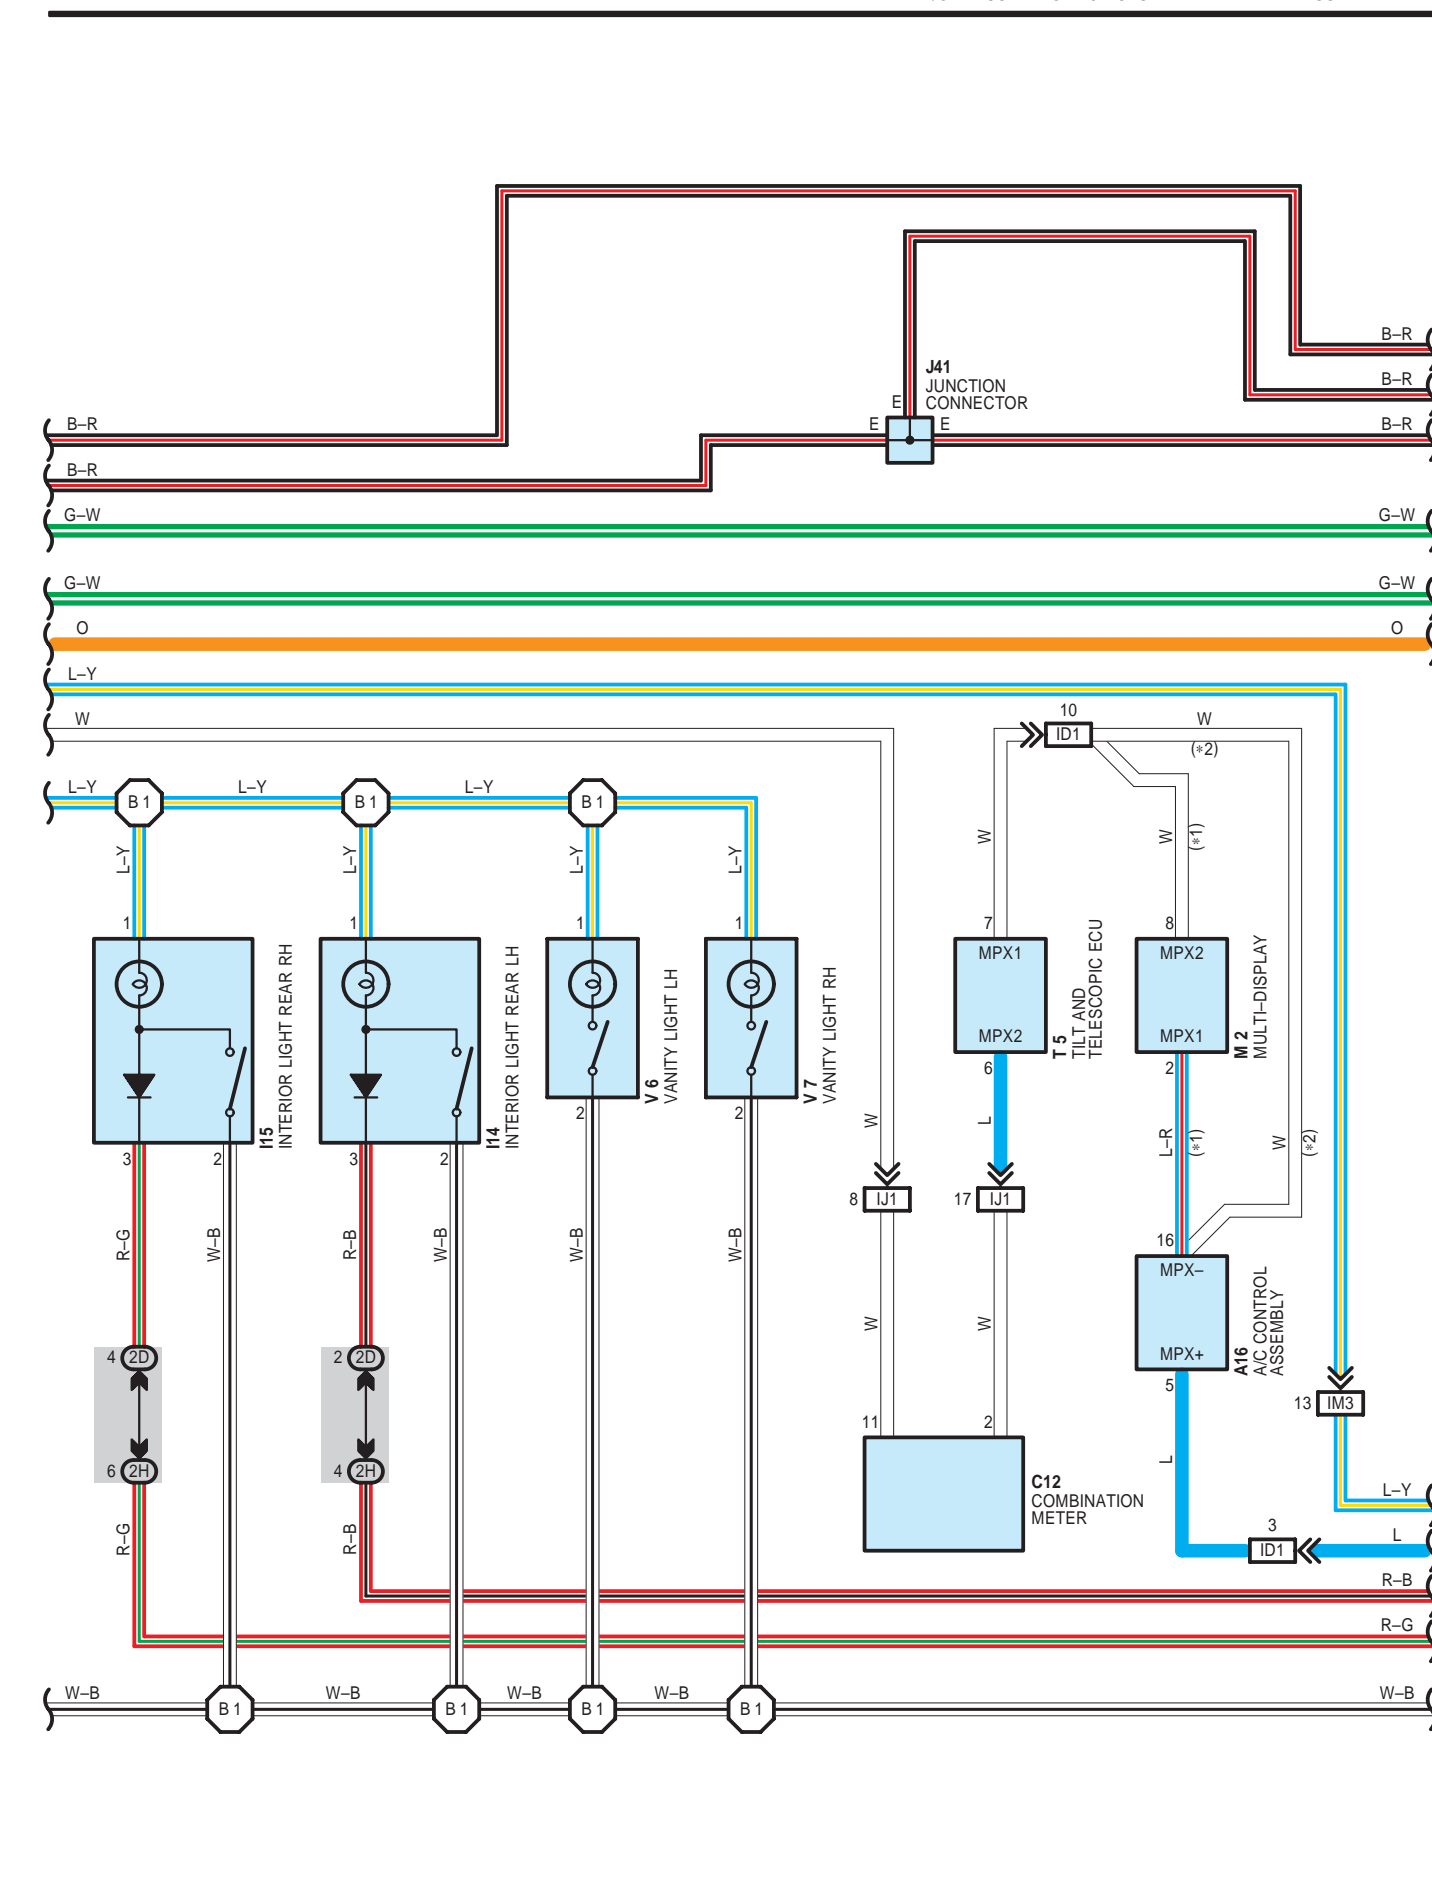 B–R
J41
JUNCTION
CONNECTOR
B–R
E
B–R
E
E
B–R
B–R
G–W
G–W
G–W
G–W
O
O
L–Y
10
W
W
ID1
(*2)
L–Y
B 1
L–Y
B 1
L–Y
B 1
L–Y
L–Y
L–Y
L–Y
W
W
(*1)
1
1
1
1
7
8
MPX1
MPX2
MPX2
MPX1
I15
INTERIOR LIGHT REAR RH
I14
INTERIOR LIGHT REAR LH
V 6
VANITY LIGHT LH
V 7
VANITY LIGHT RH
T 5
TILT AND
TELESCOPIC ECU
M 2
MULTI–DISPLAY
6
2
2
2
W
L
L–R
(*1)
W
(*2)
3
2
3
2
8
IJ1
17
IJ1
R–G
W–B
R–B
W–B
W–B
W–B
16
MPX–
MPX+
A16
A/C CONTROL
ASSEMBLY
W
W
4
2D
2
2D
5
13
IM3
11
2
6
2H
4
2H
L
C12
COMBINATION
METER
L–Y
R–G
R–B
3
ID1
L
R–B
R–G
W–B
W–B
W–B
W–B
W–B
B 1
B 1
B 1
B 1